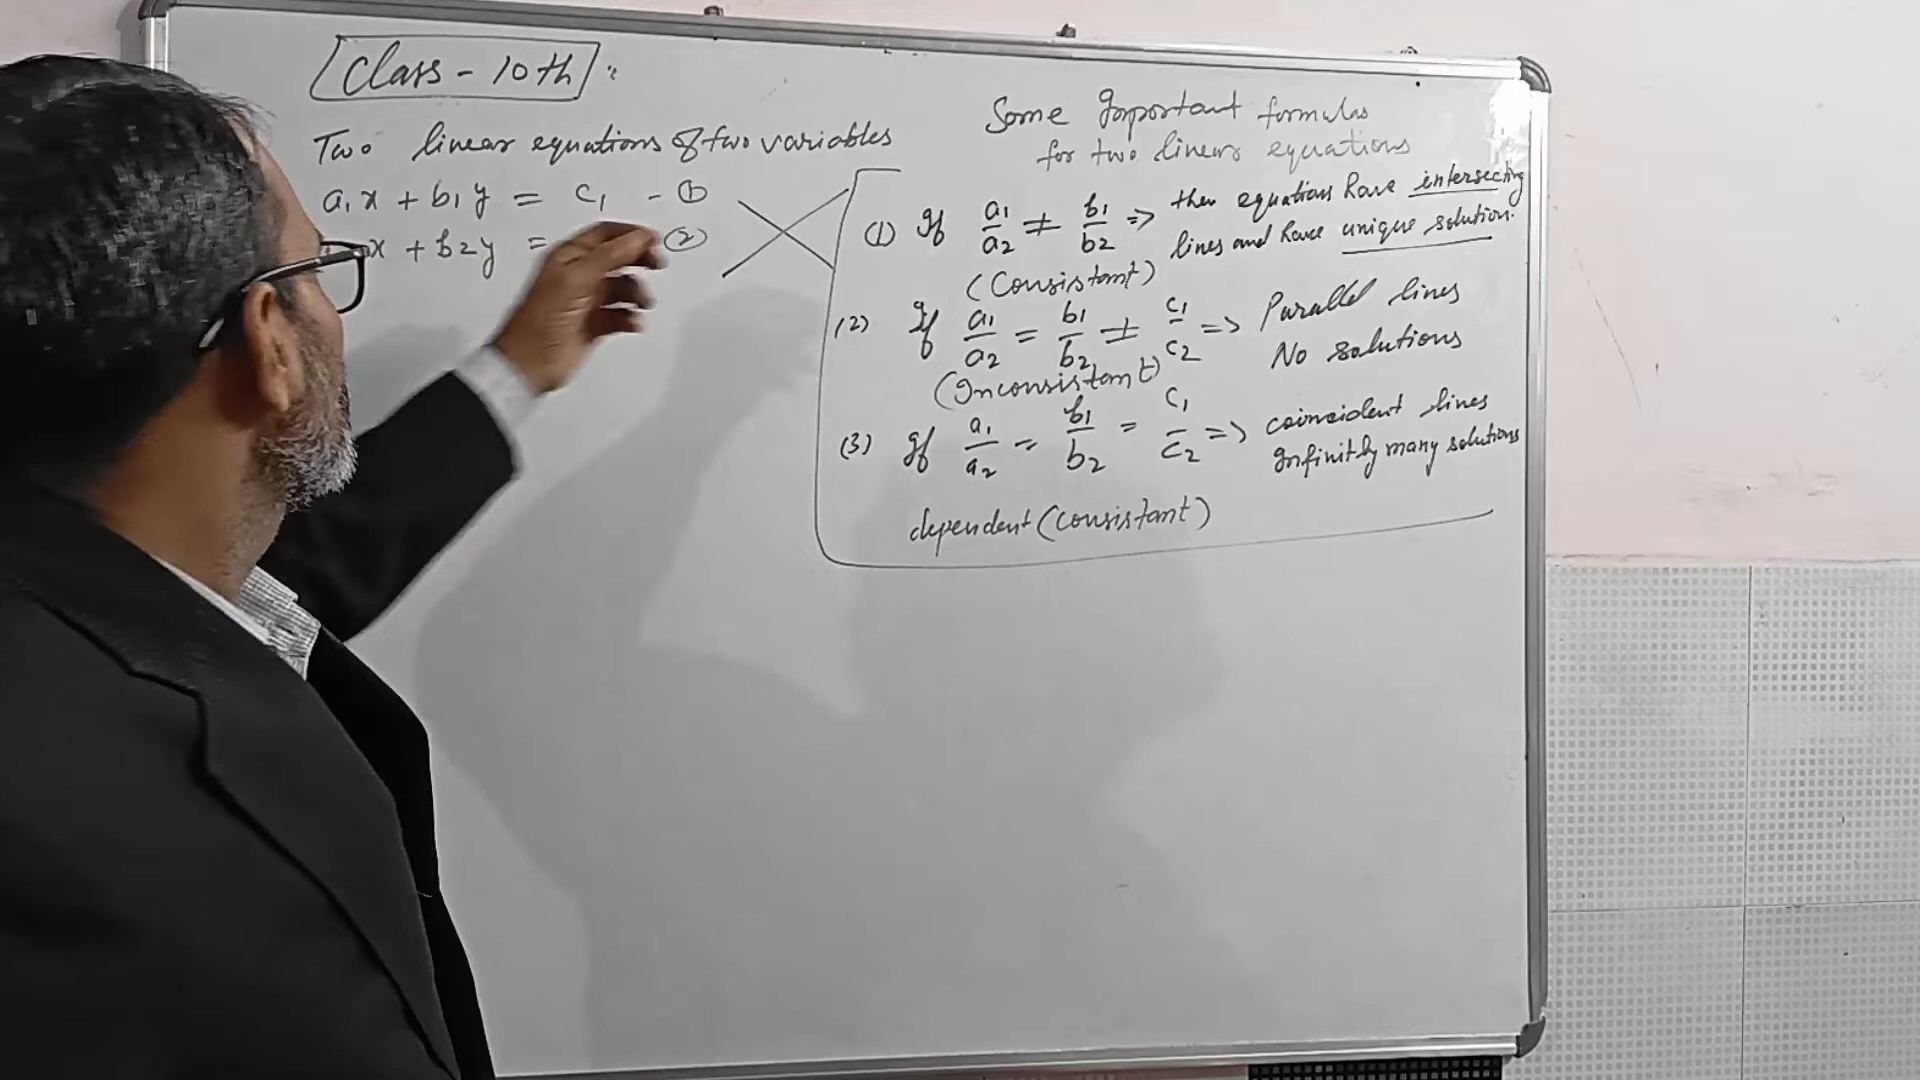 Class - 10th :
Two linear equations of two variables
a₁x + b₁y = c₁ - ①
x + b₂y = ②
Some Important formulas
for two linears equations
(1) If a₁/a₂ ≠ b₁/b₂ => then equations have intersecting
lines and have unique solution.
(Consistant)
(2) If a₁/a₂ = b₁/b₂ ≠ c₁/c₂ => Parallel lines
No solutions
(Inconsistant)
(3) If a₁/a₂ = b₁/b₂ = c₁/c₂ => coincident lines
Infinitly many solutions
dependent (Consistant)